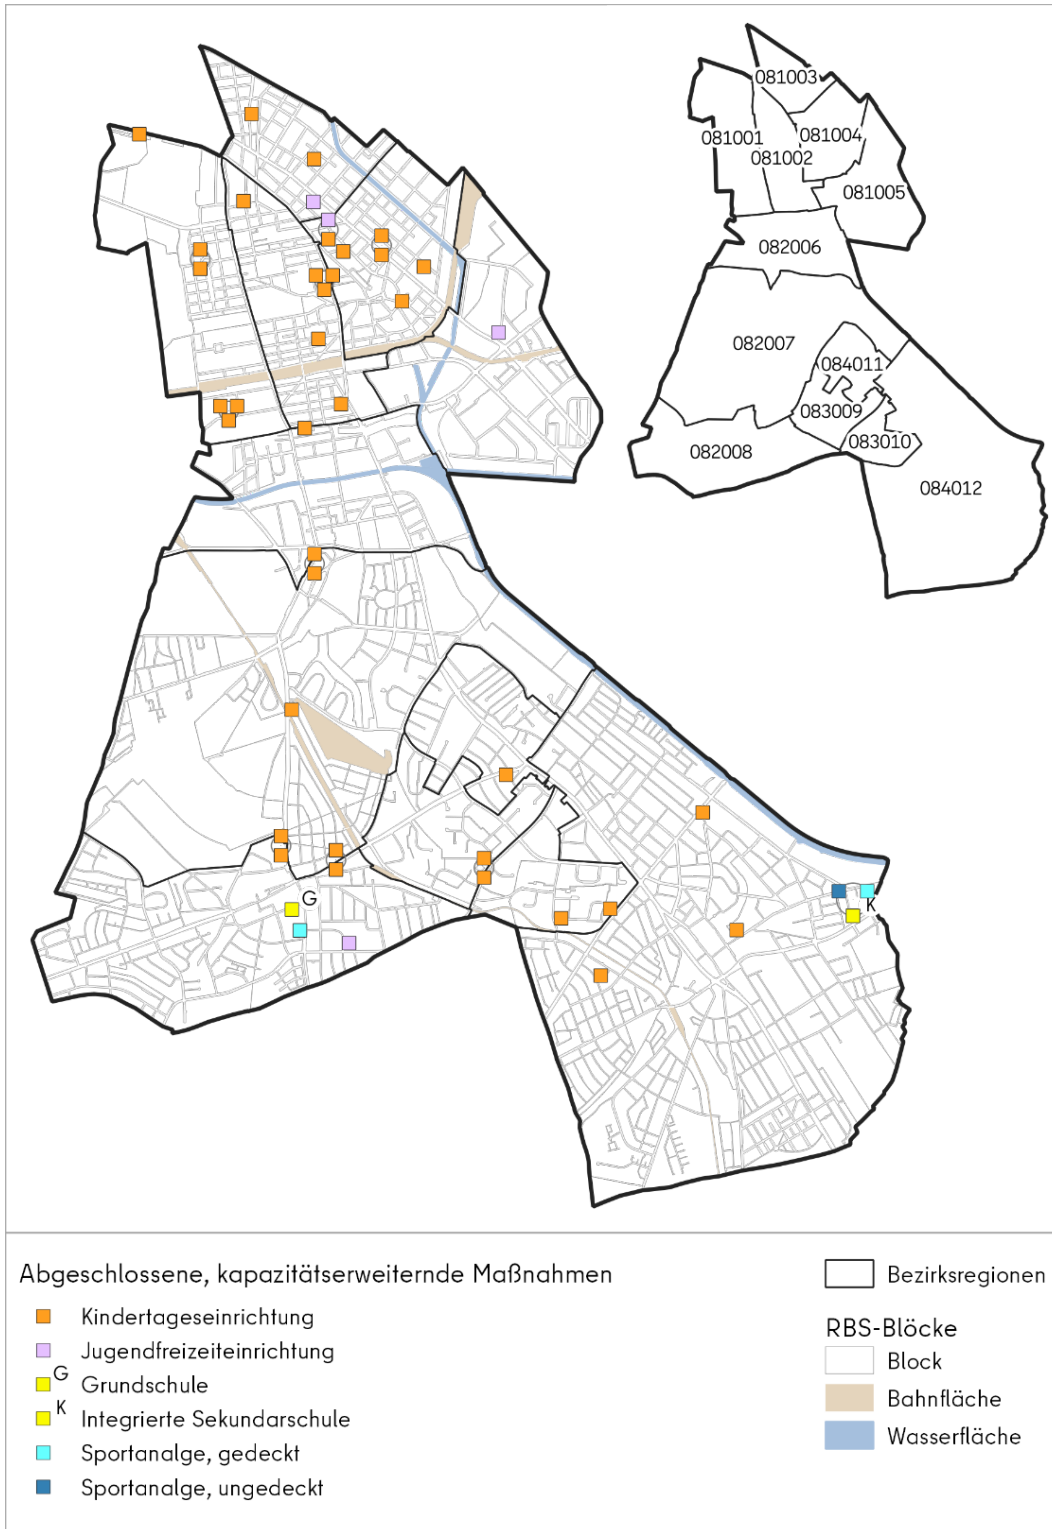 081003
081001
081004
081002
081005
082006
082007
084011
083009
083010
082008
084012
G
K
Abgeschlossene, kapazitätserweiternde Maßnahmen
Kindertageseinrichtung
Jugendfreizeiteinrichtung
G Grundschule
K Integrierte Sekundarschule
Sportanalge, gedeckt
Sportanalge, ungedeckt
Bezirksregionen
RBS-Blöcke
Block
Bahnfläche
Wasserfläche